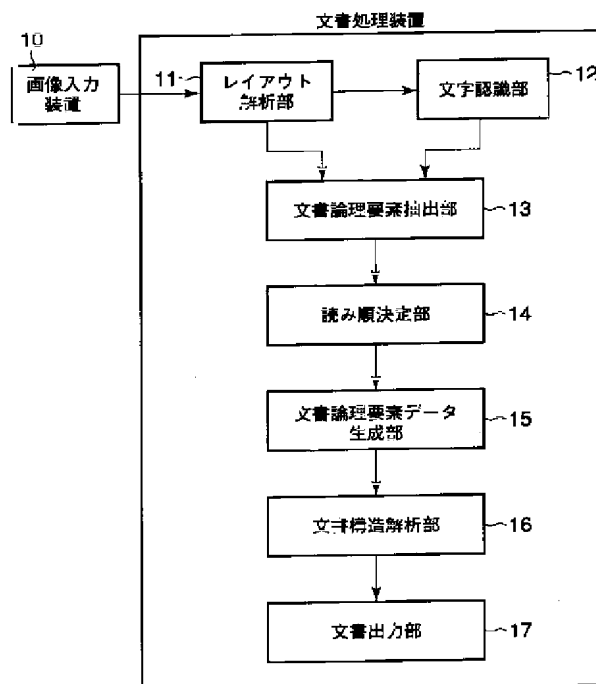 文書処理装置
10
画像入力
装置
11
レイアウト
解析部
文字認識部
12
文書論理要素抽出部
13
読み順決定部
14
文書論理要素データ
生成部
15
文書構造解析部
16
文書出力部
17